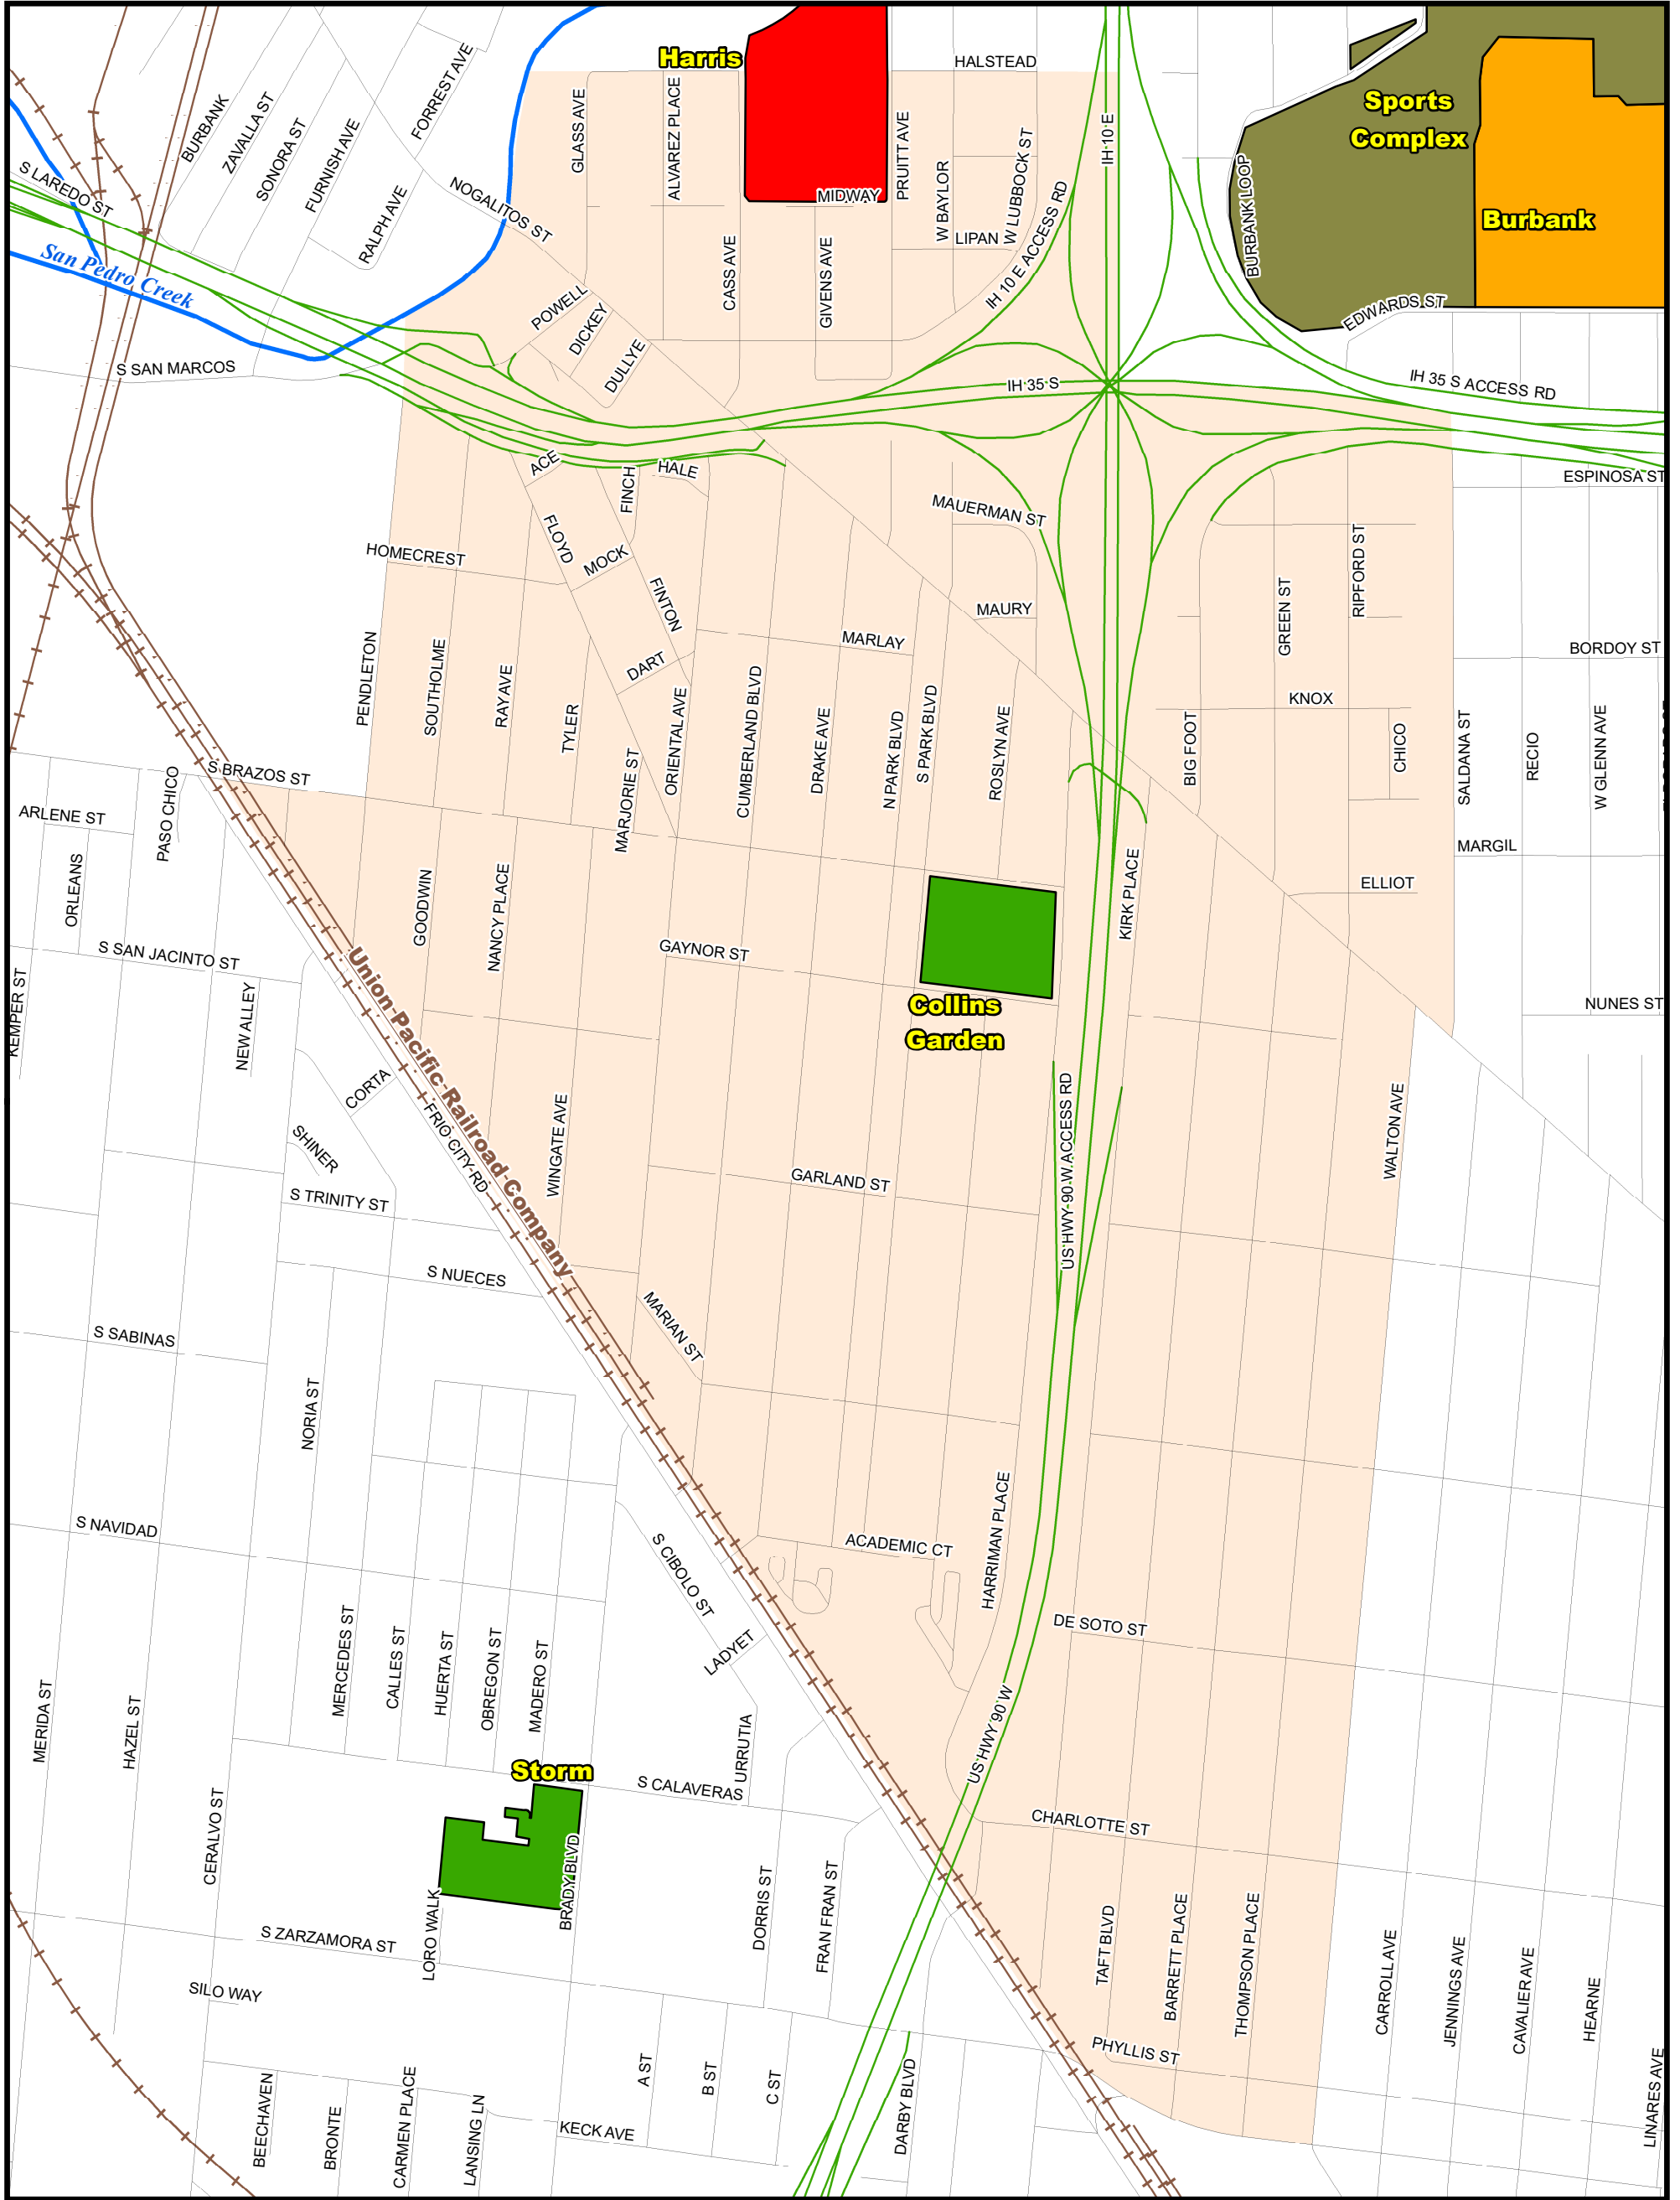 Harris
HALSTEAD
Sports
Complex
Burbank
FORREST AVE
BURBANK
ZAVALLA ST
SONORA ST
FURNISH AVE
RALPH AVE
GLASS AVE
ALVAREZ PLACE
PRUITT AVE
W BAYLOR
W LUBBOCK ST
IH 10 E
BURBANK LOOP
S LAREDO ST
NOGALITOS ST
MIDWAY
LIPAN
IH 10 E ACCESS RD
San Pedro Creek
CASS AVE
GIVENS AVE
POWELL
DICKEY
DULLYE
EDWARDS ST
S SAN MARCOS
IH 35 S
IH 35 S ACCESS RD
ACE
FINCH
HALE
ESPINOSA ST
MAUERMAN ST
FLOYD
MOCK
HOMECREST
FINTON
MAURY
GREEN ST
RIPFORD ST
MARLAY
BORDOY ST
PENDLETON
SOUTHOLME
RAY AVE
TYLER
DART
MARJORIE ST
ORIENTAL AVE
CUMBERLAND BLVD
DRAKE AVE
N PARK BLVD
S PARK BLVD
ROSLYN AVE
KNOX
BIG FOOT
CHICO
SALDANA ST
RECIO
W GLENN AVE
S BRAZOS ST
ARLENE ST
PASO CHICO
ORLEANS
MARGIL
ELLIOT
KIRK PLACE
GOODWIN
NANCY PLACE
GAYNOR ST
S SAN JACINTO ST
KEMPER ST
NEW ALLEY
Union Pacific Railroad Company
Collins
Garden
NUNES ST
CORTA
FRIO CITY RD
SHINER
WINGATE AVE
US HWY 90 W ACCESS RD
WALTON AVE
GARLAND ST
S TRINITY ST
S NUECES
MARIAN ST
S SABINAS
NORIA ST
S NAVIDAD
S CIBOLO ST
ACADEMIC CT
HARRIMAN PLACE
DE SOTO ST
LADYET
MERCEDES ST
CALLES ST
HUERTA ST
OBREGON ST
MADERO ST
MERIDA ST
HAZEL ST
URRUTIA
US HWY 90 W
Storm
S CALAVERAS
CHARLOTTE ST
CERALVO ST
BRADY BLVD
LORO WALK
DORRIS ST
FRAN FRAN ST
S ZARZAMORA ST
SILO WAY
TAFT BLVD
BARRETT PLACE
THOMPSON PLACE
CARROLL AVE
JENNINGS AVE
CAVALIER AVE
HEARNE
PHYLLIS ST
A ST
B ST
C ST
DARBY BLVD
LINARES AVE
BEECHAVEN
BRONTE
CARMEN PLACE
LANSING LN
KECK AVE